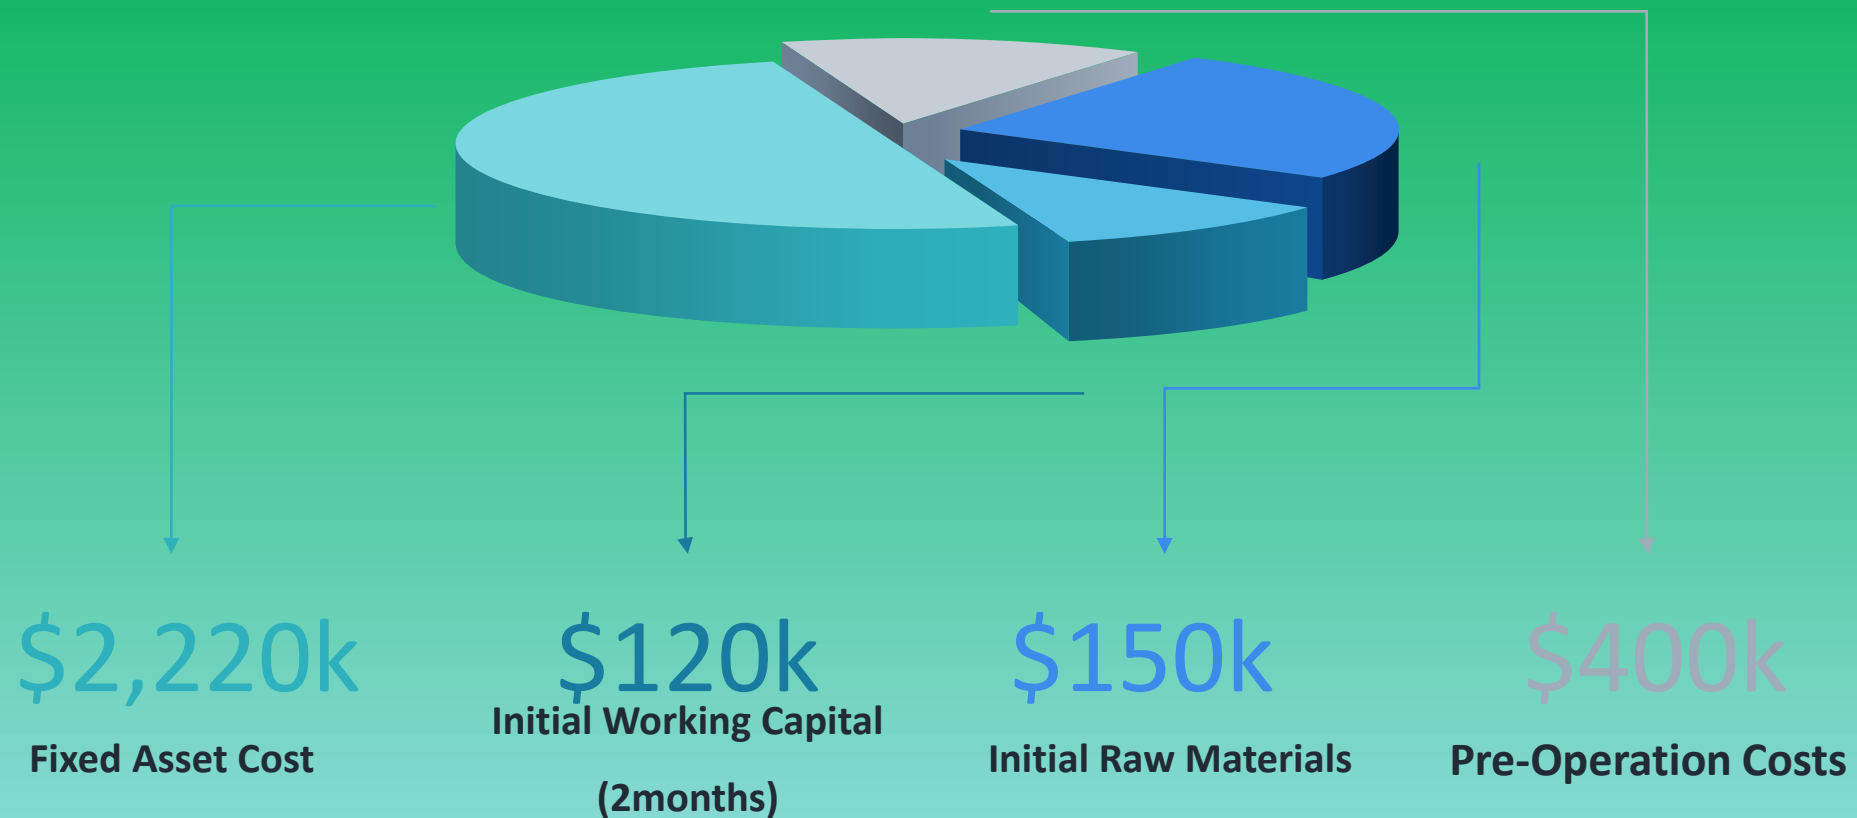 $2,220k
Fixed Asset Cost
$120k
Initial Working Capital
(2months)
$150k
Initial Raw Materials
$400k
Pre-Operation Costs